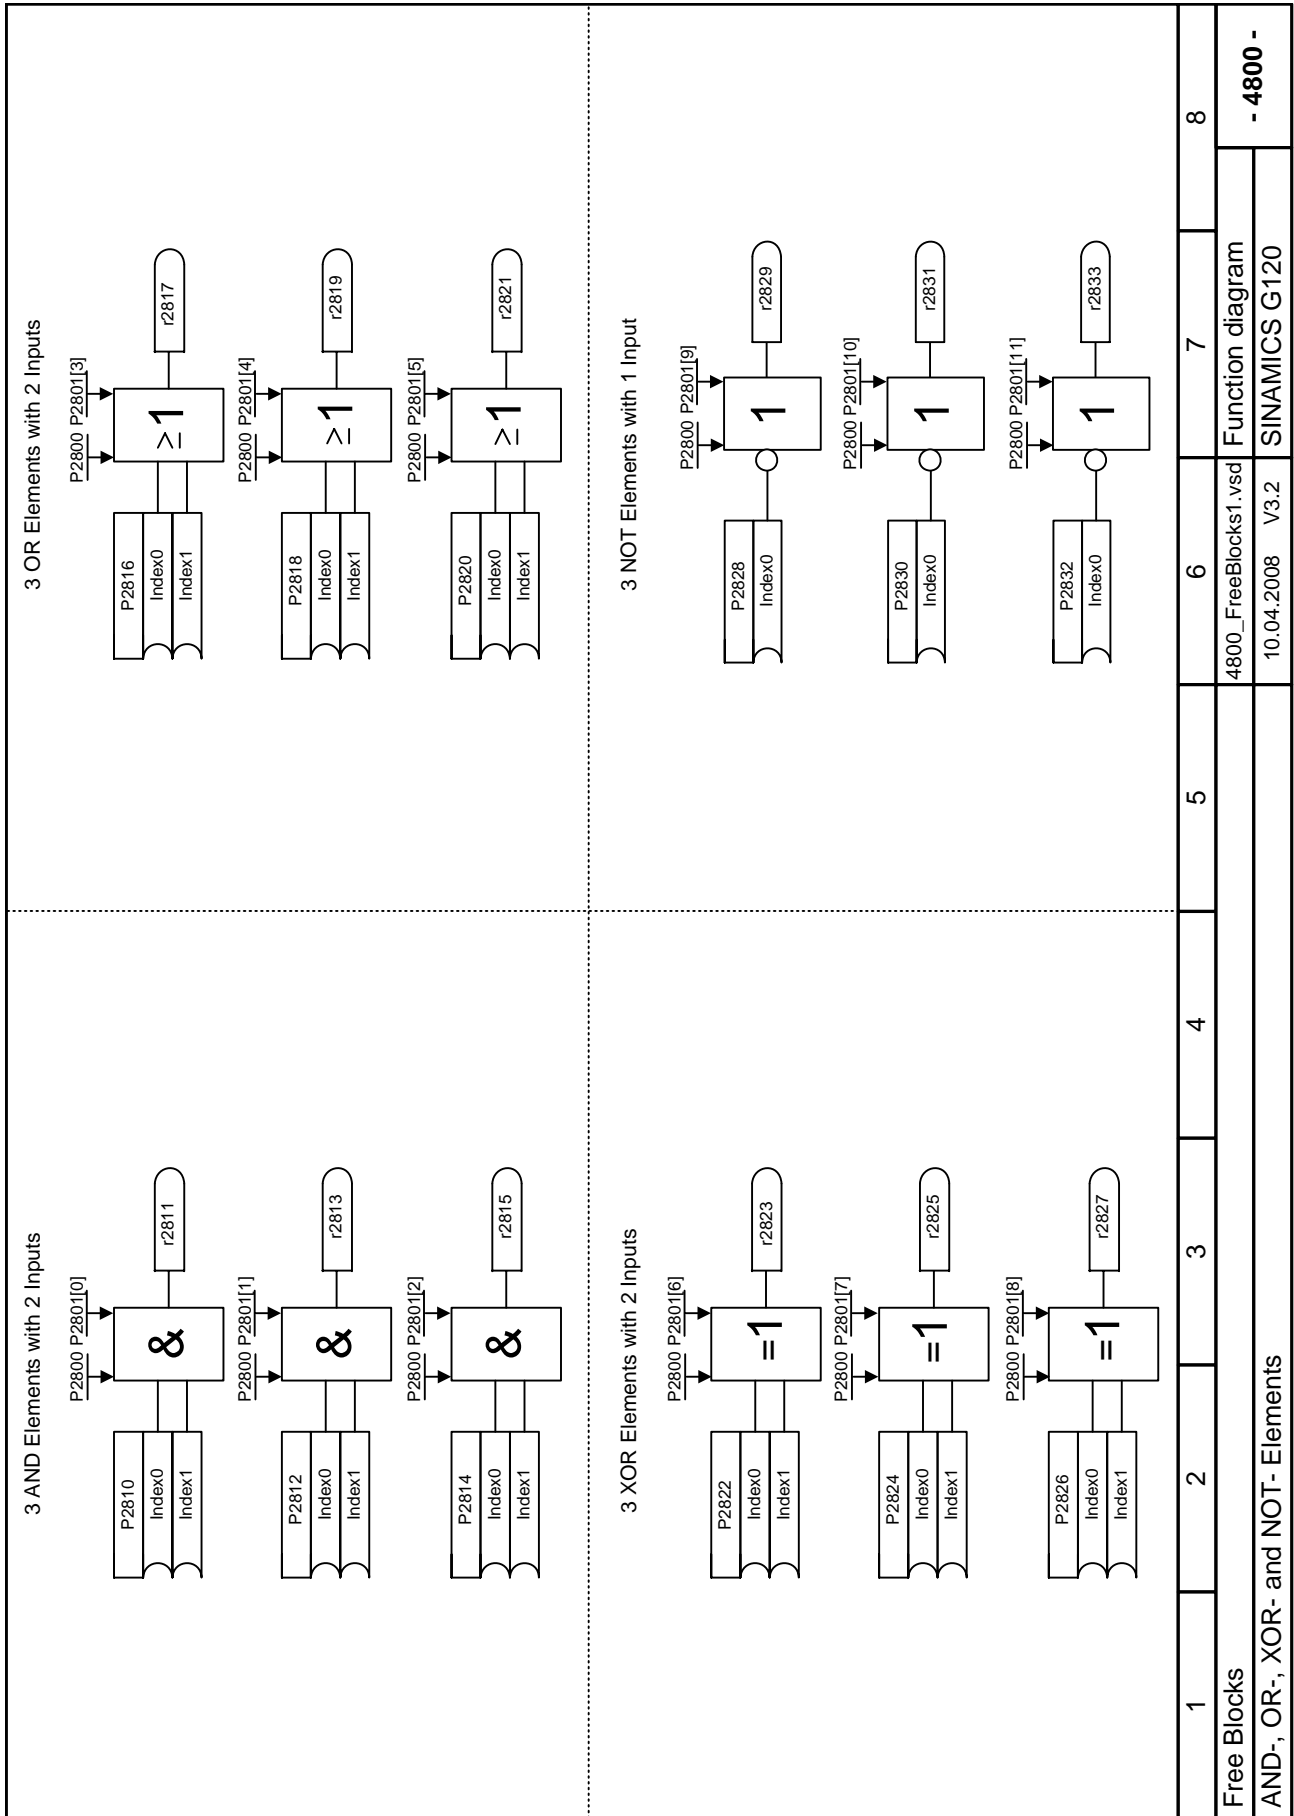 3 AND Elements with 2 Inputs
P2800 P2801[0]
P2810
Index0
Index1
&
r2811
P2800 P2801[1]
P2812
Index0
Index1
&
r2813
P2800 P2801[2]
P2814
Index0
Index1
&
r2815
3 OR Elements with 2 Inputs
P2800 P2801[3]
P2816
Index0
Index1
≥1
r2817
P2800 P2801[4]
P2818
Index0
Index1
≥1
r2819
P2800 P2801[5]
P2820
Index0
Index1
≥1
r2821
3 XOR Elements with 2 Inputs
P2800 P2801[6]
P2822
Index0
Index1
=1
r2823
P2800 P2801[7]
P2824
Index0
Index1
=1
r2825
P2800 P2801[8]
P2826
Index0
Index1
=1
r2827
3 NOT Elements with 1 Input
P2800 P2801[9]
P2828
Index0
1
r2829
P2800 P2801[10]
P2830
Index0
1
r2831
P2800 P2801[11]
P2832
Index0
1
r2833
1 2 3 4 5 6 7 8
Free Blocks 4800_FreeBlocks1.vsd Function diagram
- 4800 -
AND-, OR-, XOR- and NOT- Elements 10.04.2008 V3.2 SINAMICS G120